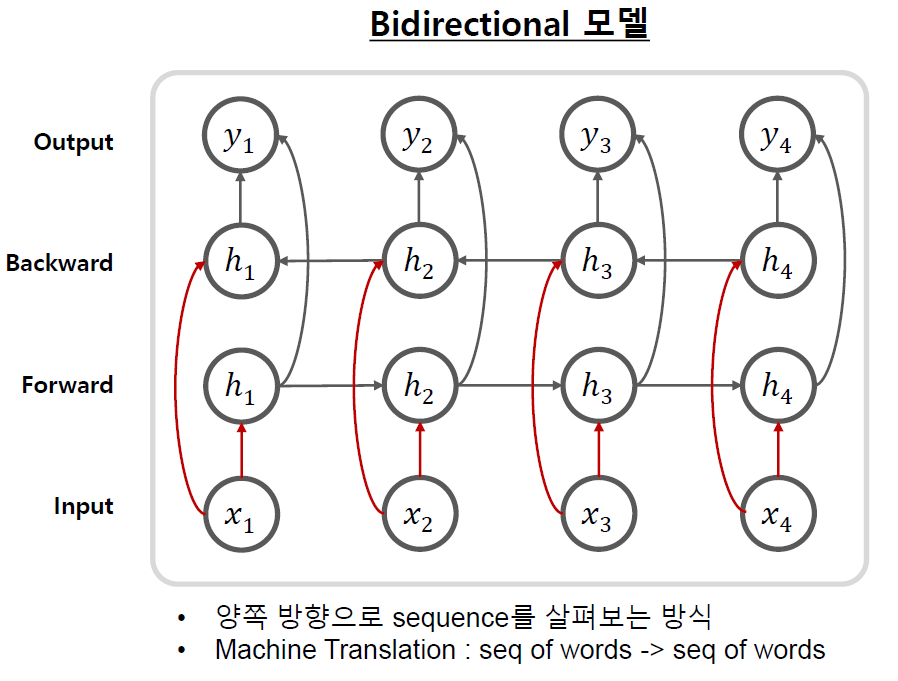 Bidirectional 모델
Output y₁ y₂ y₃ y₄
Backward h₁ h₂ h₃ h₄
Forward h₁ h₂ h₃ h₄
Input x₁ x₂ x₃ x₄
• 양쪽 방향으로 sequence를 살펴보는 방식
• Machine Translation : seq of words -> seq of words